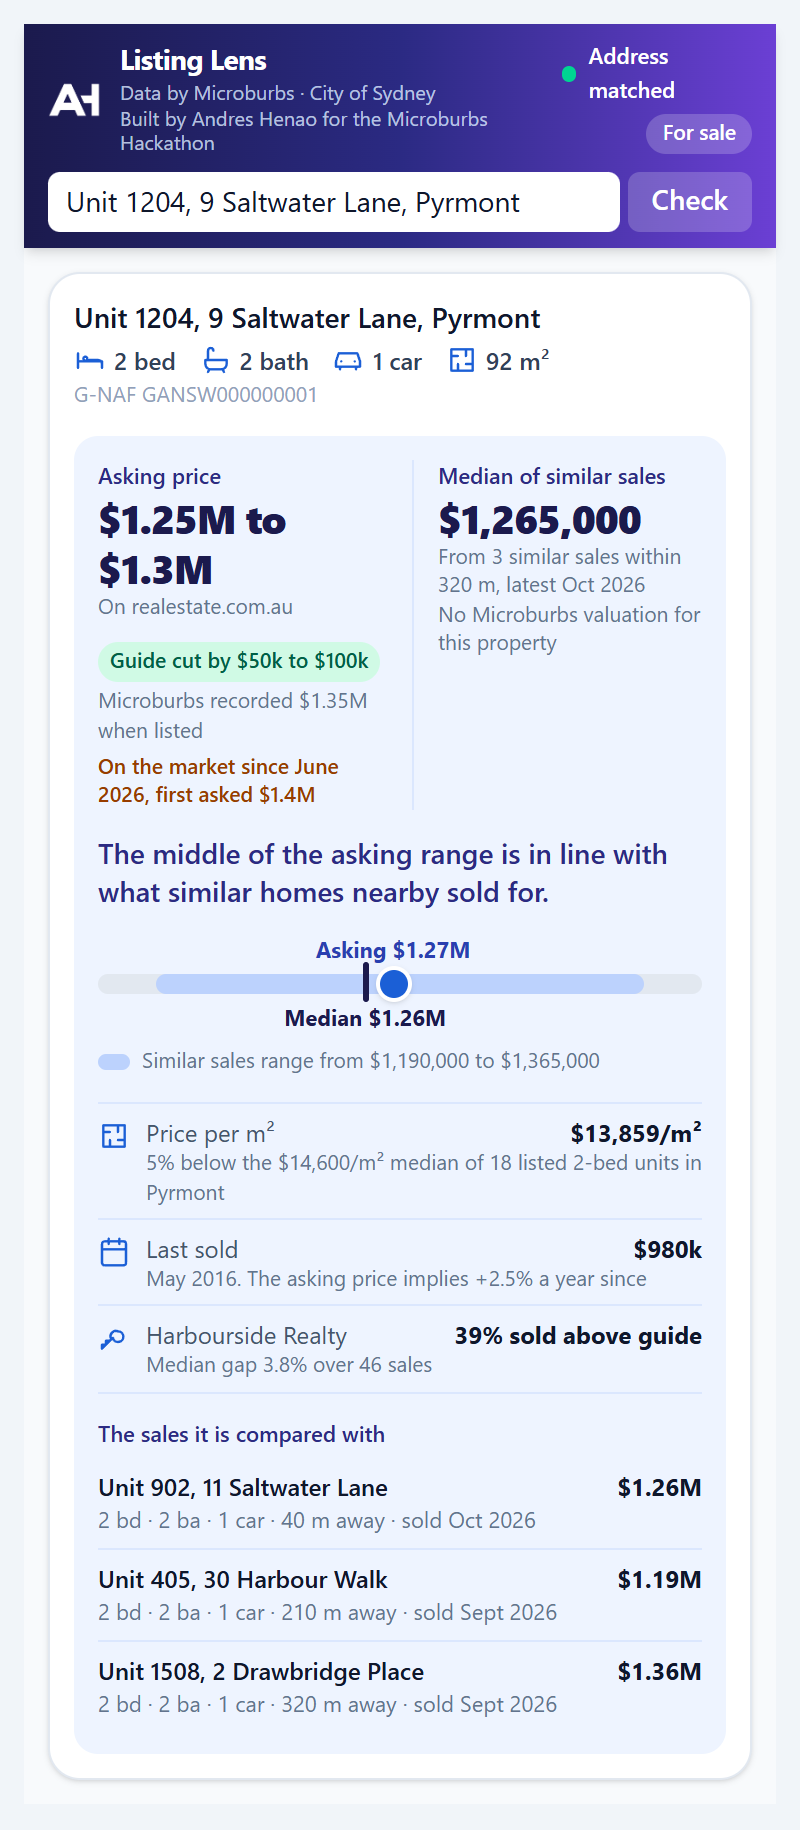 Listing Lens
Data by Microburbs · City of Sydney
Built by Andres Henao for the Microburbs
Hackathon
Address
matched
For sale
AH
Unit 1204, 9 Saltwater Lane, Pyrmont
Check
Unit 1204, 9 Saltwater Lane, Pyrmont
2 bed
2 bath
1 car
92 m²
G-NAF GANSW000000001
Asking price
$1.25M to
$1.3M
On realestate.com.au
Guide cut by $50k to $100k
Microburbs recorded $1.35M
when listed
On the market since June
2026, first asked $1.4M
Median of similar sales
$1,265,000
From 3 similar sales within
320 m, latest Oct 2026
No Microburbs valuation for
this property
The middle of the asking range is in line with
what similar homes nearby sold for.
Asking $1.27M
Median $1.26M
Similar sales range from $1,190,000 to $1,365,000
Price per m² $13,859/m²
5% below the $14,600/m² median of 18 listed 2-bed units in
Pyrmont
Last sold $980k
May 2016. The asking price implies +2.5% a year since
Harbourside Realty 39% sold above guide
Median gap 3.8% over 46 sales
The sales it is compared with
Unit 902, 11 Saltwater Lane $1.26M
2 bd · 2 ba · 1 car · 40 m away · sold Oct 2026
Unit 405, 30 Harbour Walk $1.19M
2 bd · 2 ba · 1 car · 210 m away · sold Sept 2026
Unit 1508, 2 Drawbridge Place $1.36M
2 bd · 2 ba · 1 car · 320 m away · sold Sept 2026